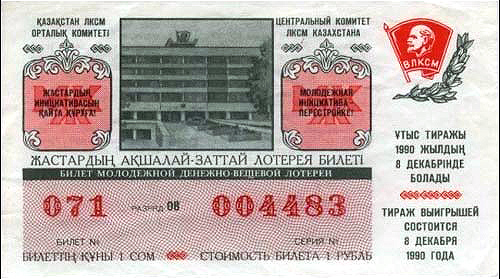 ҚАЗАҚСТАН ЛКСМ
ОРТАЛЫҚ КОМИТЕТІ
ЦЕНТРАЛЬНЫЙ КОМИТЕТ
ЛКСМ КАЗАХСТАНА
ВЛКСМ
ЖАСТАРДЫҢ
ИНИЦИАТИВАСЫН
ҚАЙТА ҚҰРУҒА!
МОЛОДЕЖНАЯ
ИНИЦИАТИВА -
ПЕРЕСТРОЙКЕ!
ЖАСТАРДЫҢ АҚШАЛАЙ-ЗАТТАЙ ЛОТЕРЕЯ БИЛЕТІ
БИЛЕТ МОЛОДЕЖНОЙ ДЕНЕЖНО-ВЕЩЕВОЙ ЛОТЕРЕИ
071 РАЗРЯД 08 004483
БИЛЕТ № СЕРИЯ №
БИЛЕТТІҢ ҚҰНЫ 1 СОМ СТОИМОСТЬ БИЛЕТА 1 РУБЛЬ
ҰТЫС ТИРАЖЫ
1990 ЖЫЛДЫҢ
8 ДЕКАБРІНДЕ
БОЛАДЫ
ТИРАЖ ВЫИГРЫШЕЙ
СОСТОИТСЯ
8 ДЕКАБРЯ
1990 ГОДА